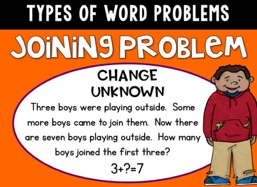 TYPES OF WORD PROBLEMS
JOINING PROBLEM
CHANGE
UNKNOWN
Three boys were playing outside. Some
more boys came to join them. Now there
are seven boys playing outside. How many
boys joined the first three?
3+?=7